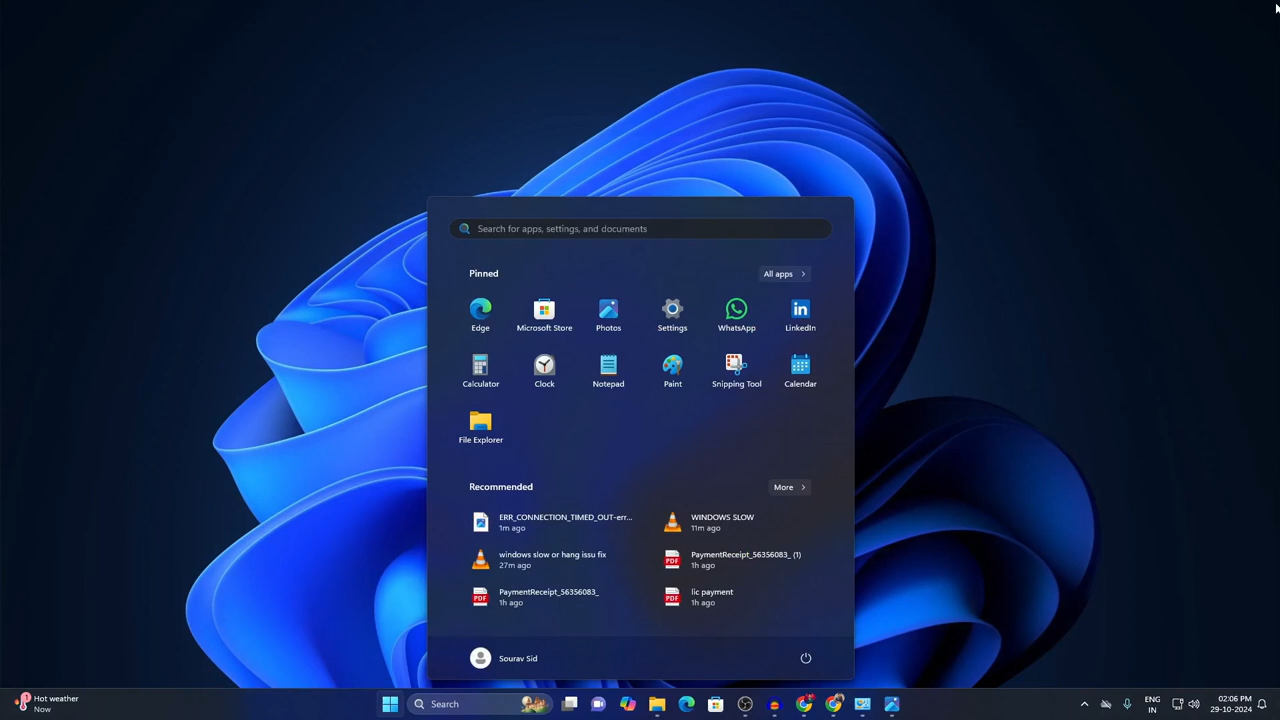 Search for apps, settings, and documents
Pinned
All apps
Edge
Microsoft Store
Photos
Settings
WhatsApp
LinkedIn
Calculator
Clock
Notepad
Paint
Snipping Tool
Calendar
File Explorer
Recommended
More
ERR_CONNECTION_TIMED_OUT-err...
1m ago
WINDOWS SLOW
11m ago
windows slow or hang issu fix
27m ago
PaymentReceipt_56356083_ (1)
1h ago
PaymentReceipt_56356083_
1h ago
lic payment
1h ago
Sourav Sid
Hot weather
Now
Search
ENG
IN
02:06 PM
29-10-2024